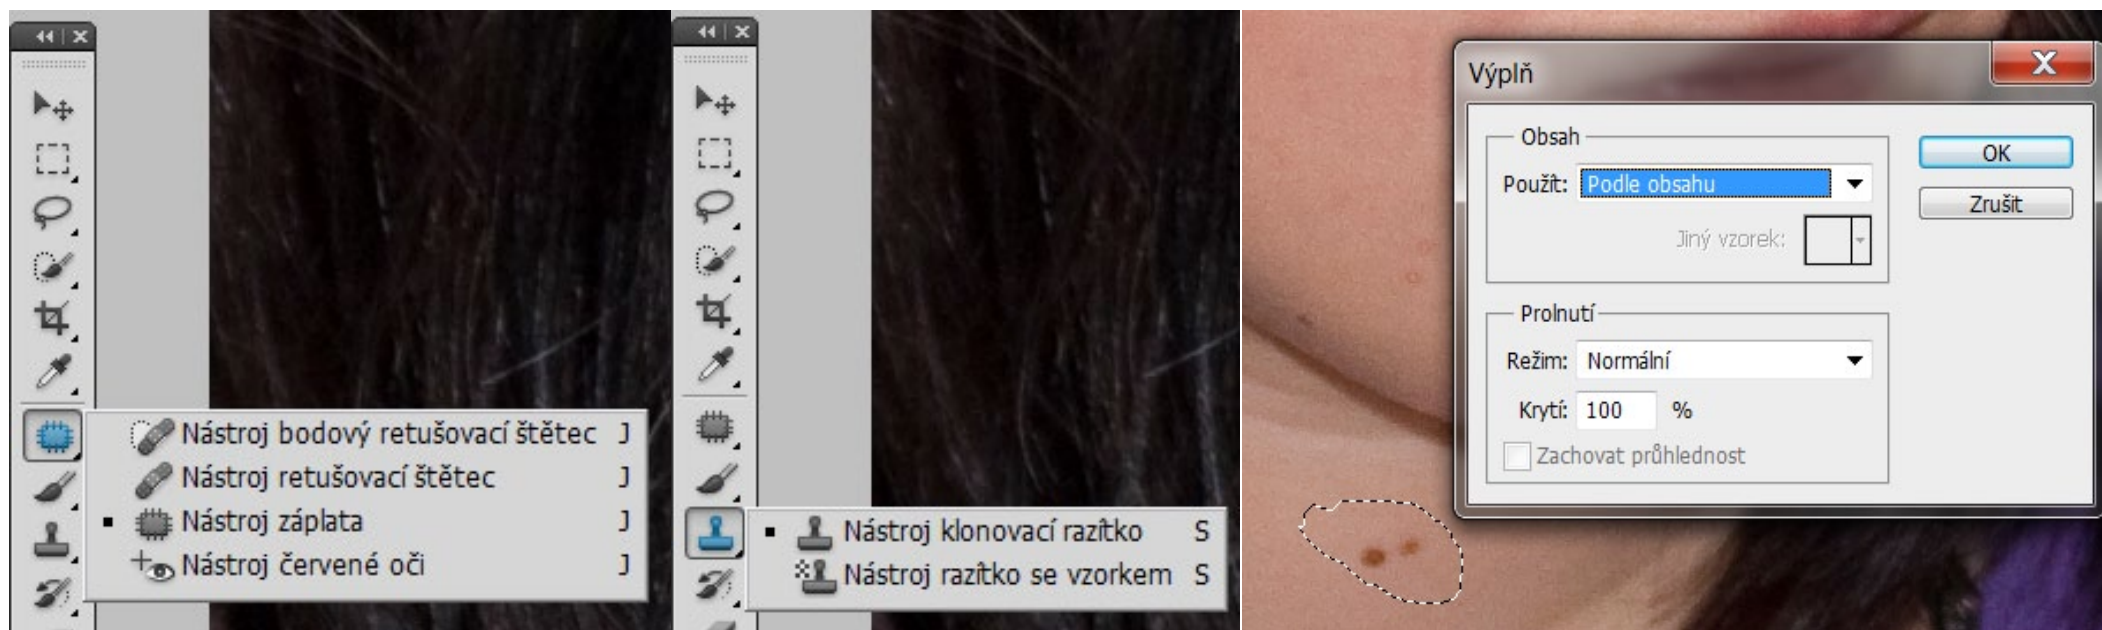 Nástroj bodový retušovací štětec J
Nástroj retušovací štětec J
Nástroj záplata J
Nástroj červené oči J
Nástroj klonovací razítko S
Nástroj razítko se vzorkem S
Výplň
Obsah
Použít: Podle obsahu
Jiný vzorek:
OK
Zrušit
Prolnutí
Režim: Normální
Krytí: 100 %
Zachovat průhlednost